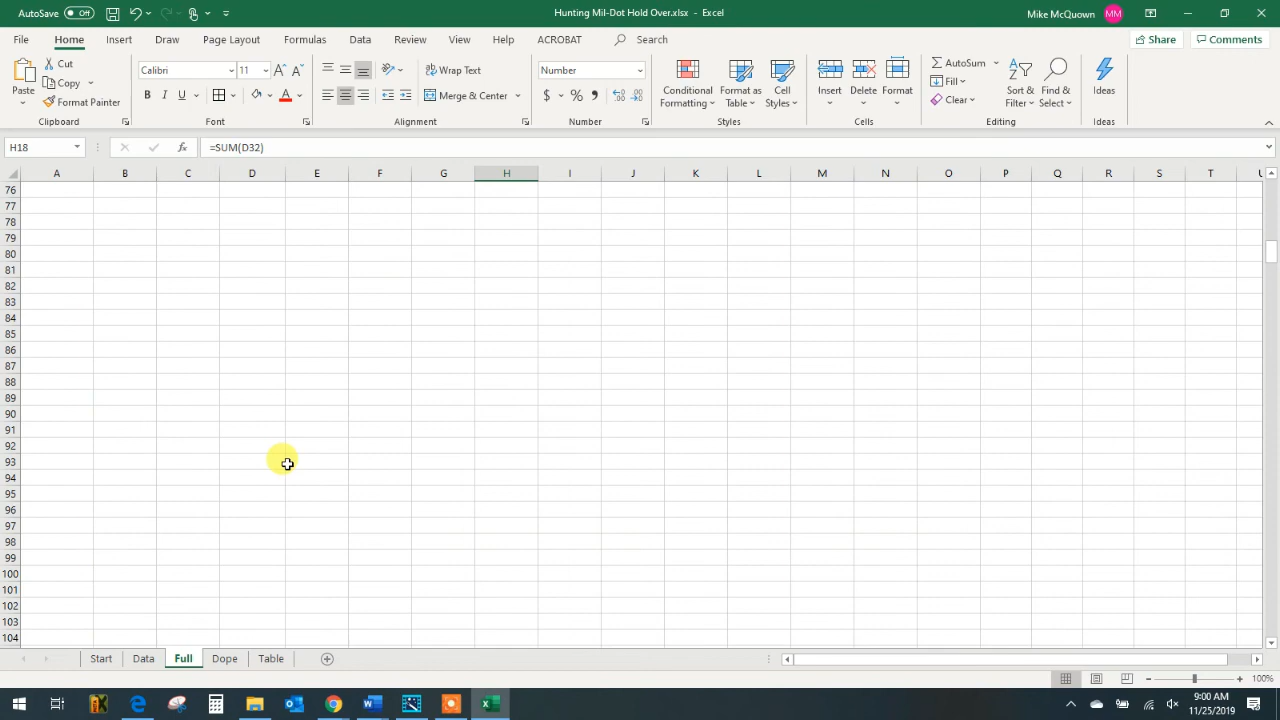 AutoSave Off
Hunting Mil-Dot Hold Over.xlsx - Excel
Mike McQuown MM
File Home Insert Draw Page Layout Formulas Data Review View Help ACROBAT Search
Share Comments
Paste
Cut
Copy
Format Painter
Clipboard
Calibri 11
B I U
Font
Wrap Text
Merge & Center
Alignment
Number
$ % ,
Number
Conditional Formatting
Format as Table
Cell Styles
Styles
Insert
Delete
Format
Cells
AutoSum
Fill
Clear
Sort & Filter
Find & Select
Editing
Ideas
Ideas
H18 fx =SUM(D32)
A B C D E F G H I J K L M N O P Q R S T U
76
77
78
79
80
81
82
83
84
85
86
87
88
89
90
91
92
93
94
95
96
97
98
99
100
101
102
103
104
Start Data Full Dope Table
100%
9:00 AM
11/25/2019